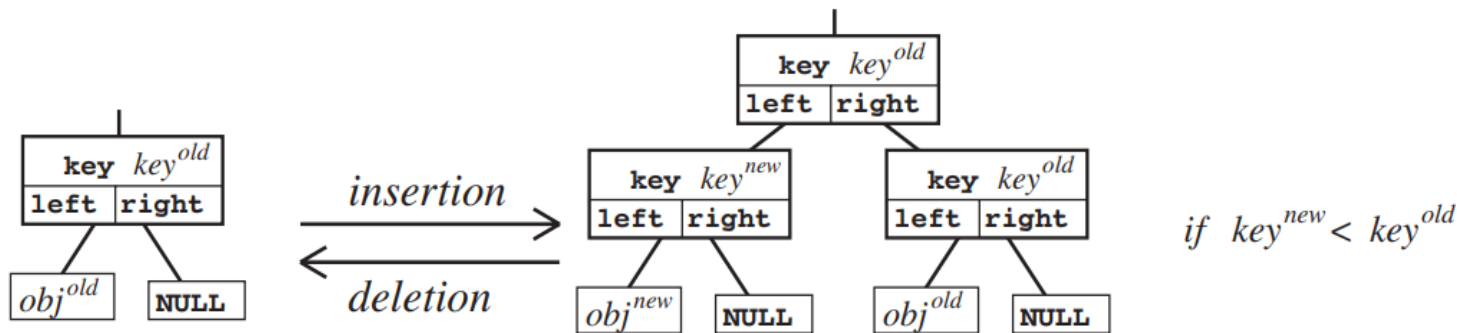 key key^old
left right
obj^old NULL
insertion
deletion
key key^old
left right
key key^new
left right
obj^new NULL
key key^old
left right
obj^old NULL
if key^new < key^old